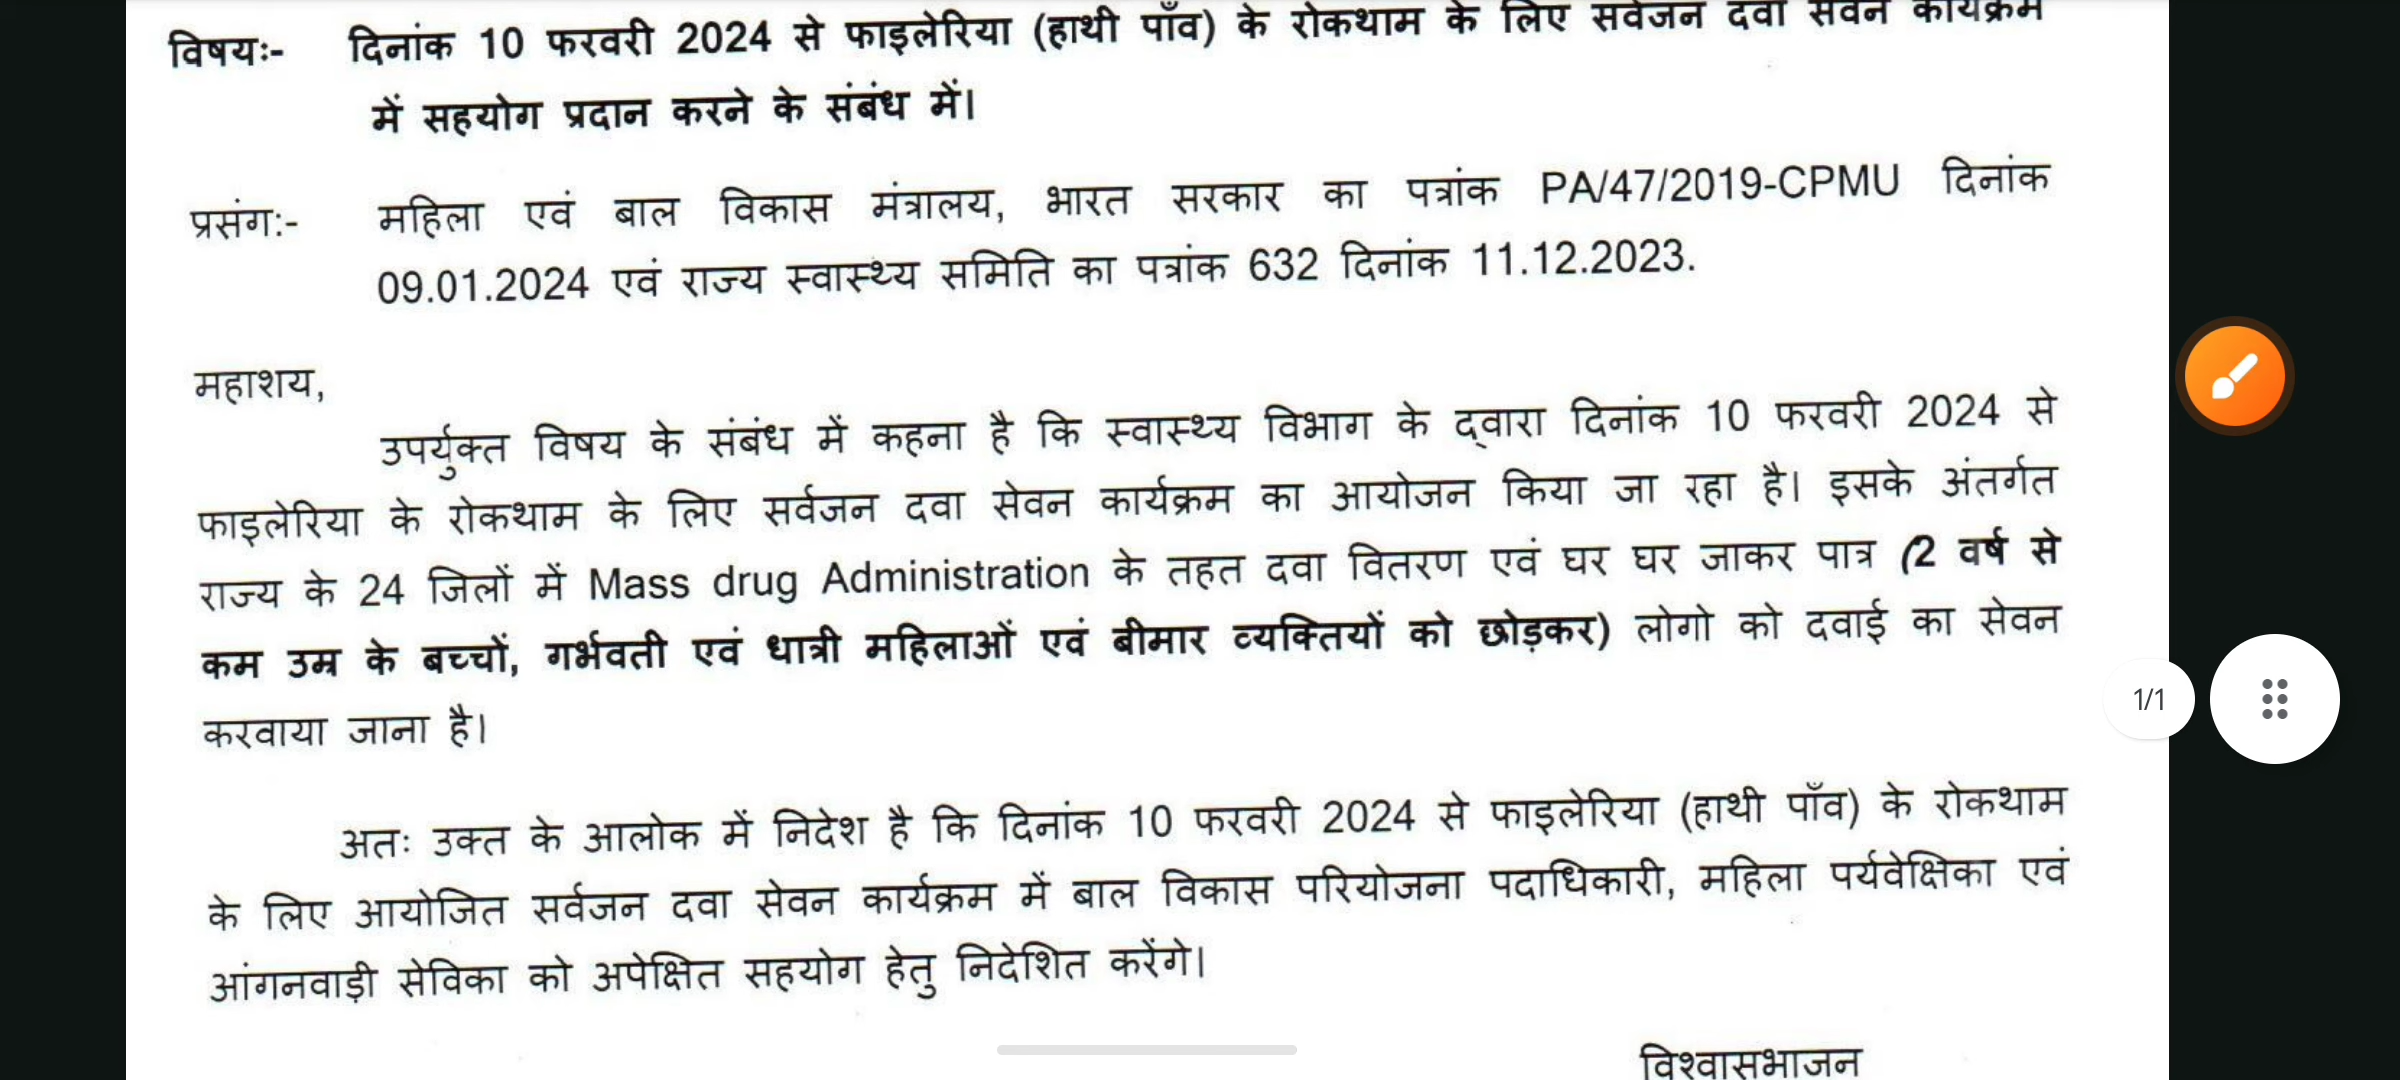 विषयः- दिनांक 10 फरवरी 2024 से फाइलेरिया (हाथी पाँव) के रोकथाम के लिए सर्वजन दवा सेवन कार्यक्रम
में सहयोग प्रदान करने के संबंध में।
प्रसंग:- महिला एवं बाल विकास मंत्रालय, भारत सरकार का पत्रांक PA/47/2019-CPMU दिनांक
09.01.2024 एवं राज्य स्वास्थ्य समिति का पत्रांक 632 दिनांक 11.12.2023.
महाशय,
उपर्युक्त विषय के संबंध में कहना है कि स्वास्थ्य विभाग के द्वारा दिनांक 10 फरवरी 2024 से
फाइलेरिया के रोकथाम के लिए सर्वजन दवा सेवन कार्यक्रम का आयोजन किया जा रहा है। इसके अंतर्गत
राज्य के 24 जिलों में Mass drug Administration के तहत दवा वितरण एवं घर घर जाकर पात्र (2 वर्ष से
कम उम्र के बच्चों, गर्भवती एवं धात्री महिलाओं एवं बीमार व्यक्तियों को छोड़कर) लोगो को दवाई का सेवन
करवाया जाना है।
1/1
अतः उक्त के आलोक में निदेश है कि दिनांक 10 फरवरी 2024 से फाइलेरिया (हाथी पाँव) के रोकथाम
के लिए आयोजित सर्वजन दवा सेवन कार्यक्रम में बाल विकास परियोजना पदाधिकारी, महिला पर्यवेक्षिका एवं
आंगनवाड़ी सेविका को अपेक्षित सहयोग हेतु निदेशित करेंगे।
विश्वासभाजन